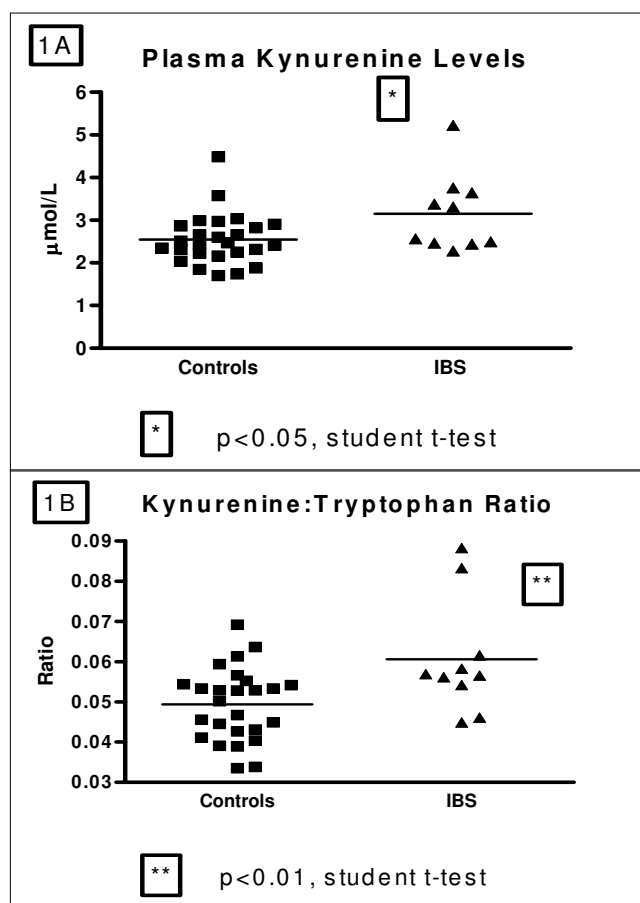 1A
Plasma Kynurenine Levels
*
6
5
4
3
2
1
0
µmol/L
Controls
IBS
* p<0.05, student t-test
1B
Kynurenine:Tryptophan Ratio
**
0.09
0.08
0.07
0.06
0.05
0.04
0.03
Ratio
Controls
IBS
** p<0.01, student t-test